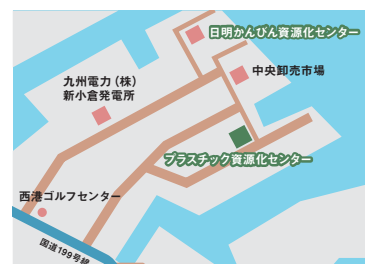 日明かんびん資源化センター
中央卸売市場
九州電力（株）
新小倉発電所
プラスチック資源化センター
西港ゴルフセンター
国道199号線